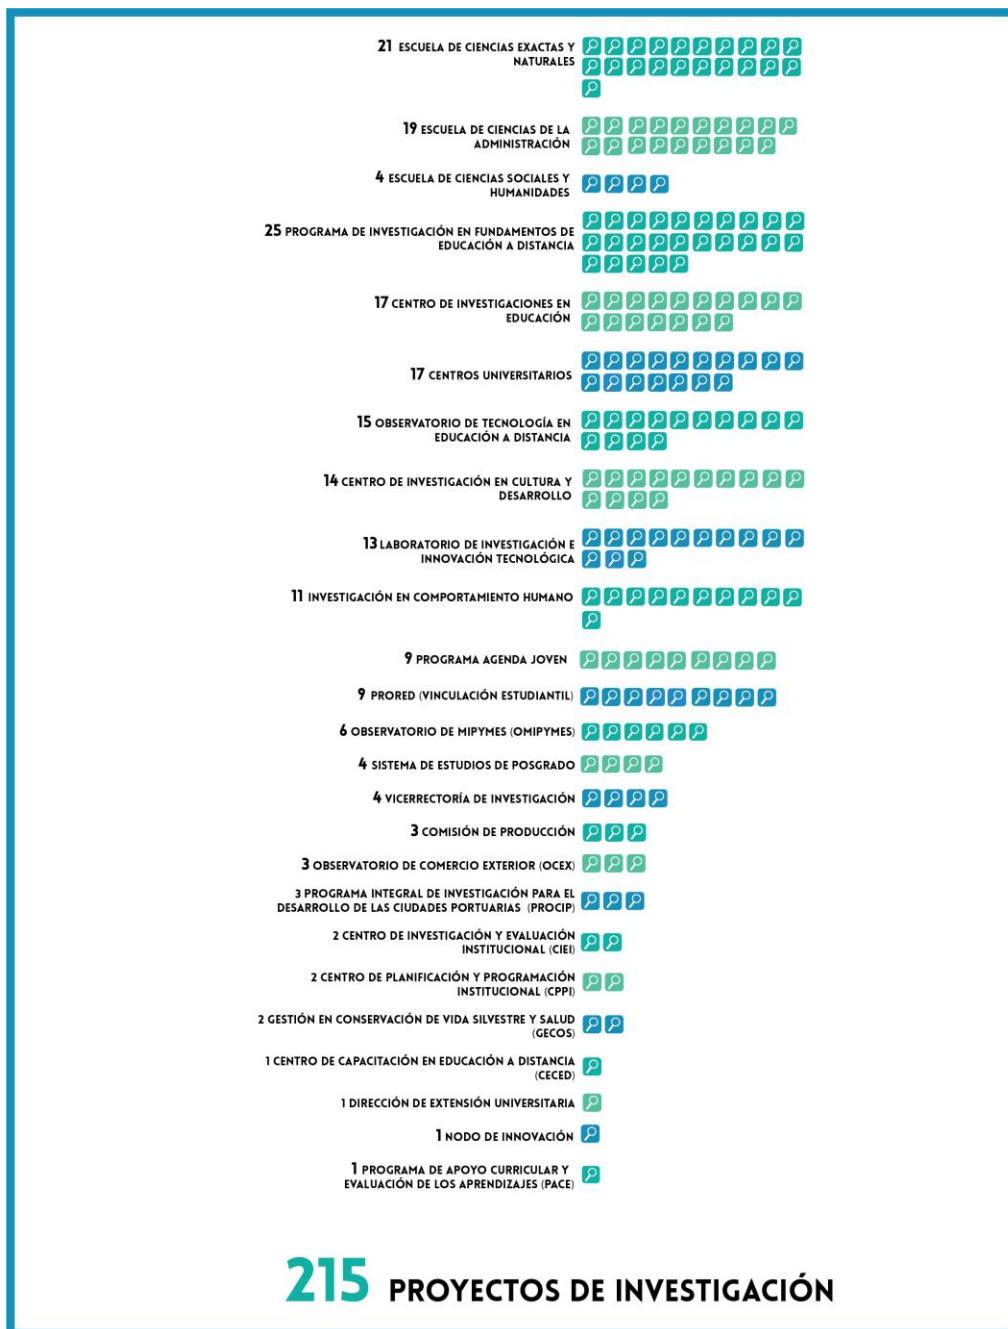 21 ESCUELA DE CIENCIAS EXACTAS Y
NATURALES
19 ESCUELA DE CIENCIAS DE LA
ADMINISTRACIÓN
4 ESCUELA DE CIENCIAS SOCIALES Y
HUMANIDADES
25 PROGRAMA DE INVESTIGACIÓN EN FUNDAMENTOS DE
EDUCACIÓN A DISTANCIA
17 CENTRO DE INVESTIGACIONES EN
EDUCACIÓN
17 CENTROS UNIVERSITARIOS
15 OBSERVATORIO DE TECNOLOGÍA EN
EDUCACIÓN A DISTANCIA
14 CENTRO DE INVESTIGACIÓN EN CULTURA Y
DESARROLLO
13 LABORATORIO DE INVESTIGACIÓN E
INNOVACIÓN TECNOLÓGICA
11 INVESTIGACIÓN EN COMPORTAMIENTO HUMANO
9 PROGRAMA AGENDA JOVEN
9 PRORED (VINCULACIÓN ESTUDIANTIL)
6 OBSERVATORIO DE MIPYMES (OMIPYMES)
4 SISTEMA DE ESTUDIOS DE POSGRADO
4 VICERRECTORÍA DE INVESTIGACIÓN
3 COMISIÓN DE PRODUCCIÓN
3 OBSERVATORIO DE COMERCIO EXTERIOR (OCEX)
3 PROGRAMA INTEGRAL DE INVESTIGACIÓN PARA EL
DESARROLLO DE LAS CIUDADES PORTUARIAS (PROCIP)
2 CENTRO DE INVESTIGACIÓN Y EVALUACIÓN
INSTITUCIONAL (CIEI)
2 CENTRO DE PLANIFICACIÓN Y PROGRAMACIÓN
INSTITUCIONAL (CPPI)
2 GESTIÓN EN CONSERVACIÓN DE VIDA SILVESTRE Y SALUD
(GECOS)
1 CENTRO DE CAPACITACIÓN EN EDUCACIÓN A DISTANCIA
(CECED)
1 DIRECCIÓN DE EXTENSIÓN UNIVERSITARIA
1 NODO DE INNOVACIÓN
1 PROGRAMA DE APOYO CURRICULAR Y
EVALUACIÓN DE LOS APRENDIZAJES (PACE)
215 PROYECTOS DE INVESTIGACIÓN